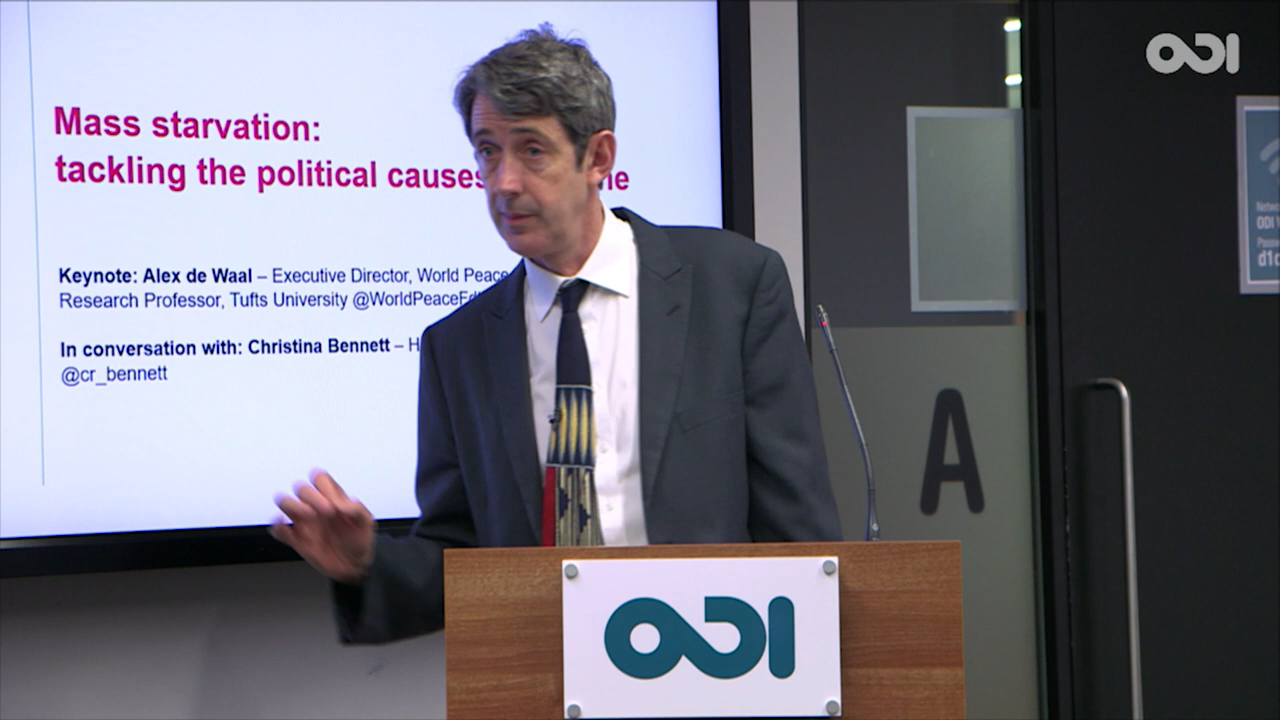 ODI
Mass starvation:
tackling the political causes
Keynote: Alex de Waal – Executive Director, World Peace
Research Professor, Tufts University
In conversation with: Christina Bennett –
@cr_bennett
A
ODI
ODI